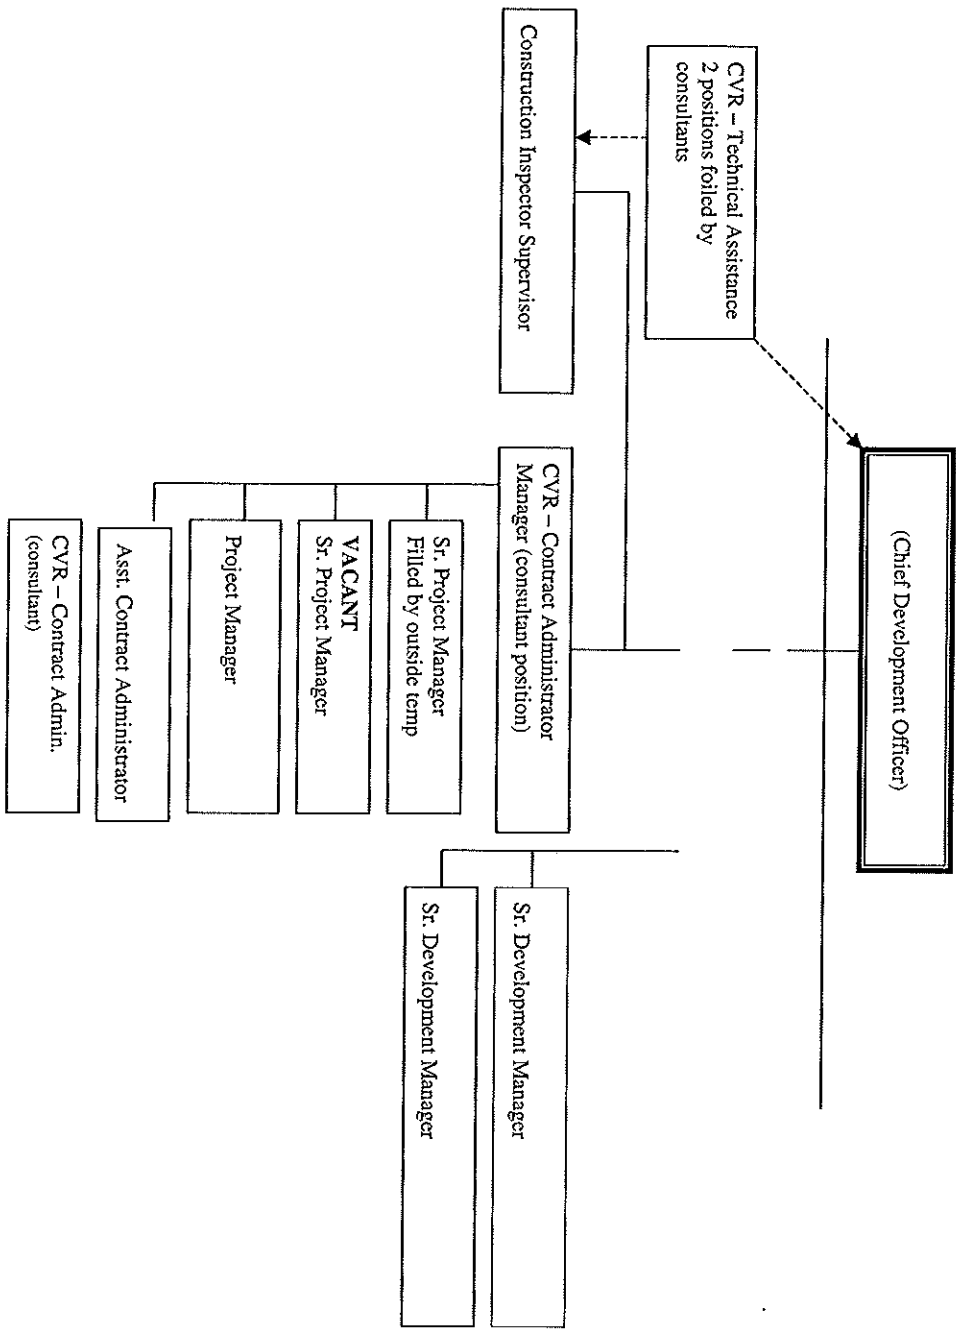 (Chief Development Officer)
CVR – Technical Assistance
2 positions foiled by
consultants
Construction Inspector Supervisor
CVR – Contract Administrator
Manager (consultant position)
Sr. Project Manager
Filled by outside temp
VACANT
Sr. Project Manager
Project Manager
Asst. Contract Administrator
CVR – Contract Admin.
(consultant)
Sr. Development Manager
Sr. Development Manager